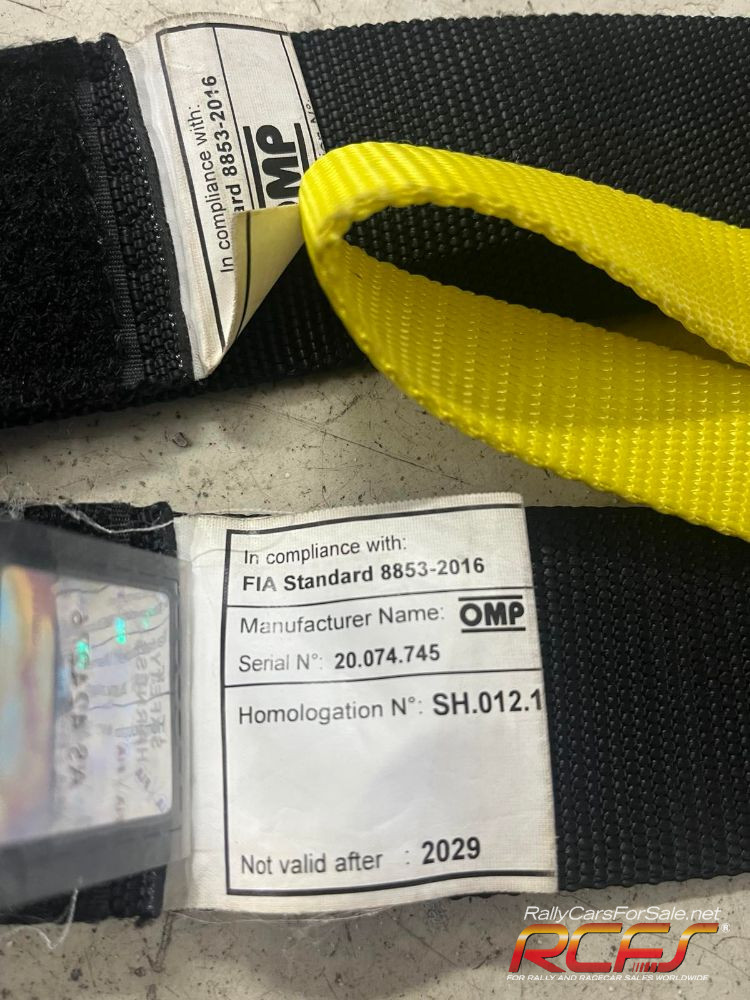 In compliance with:
ard 8853-2016
OMP
In compliance with:
FIA Standard 8853-2016
Manufacturer Name: OMP
Serial N°: 20.074.745
Homologation N°: SH.012.1
Not valid after : 2029
RallyCarsForSale.net
RCFS®
FOR RALLY AND RACECAR SALES WORLDWIDE